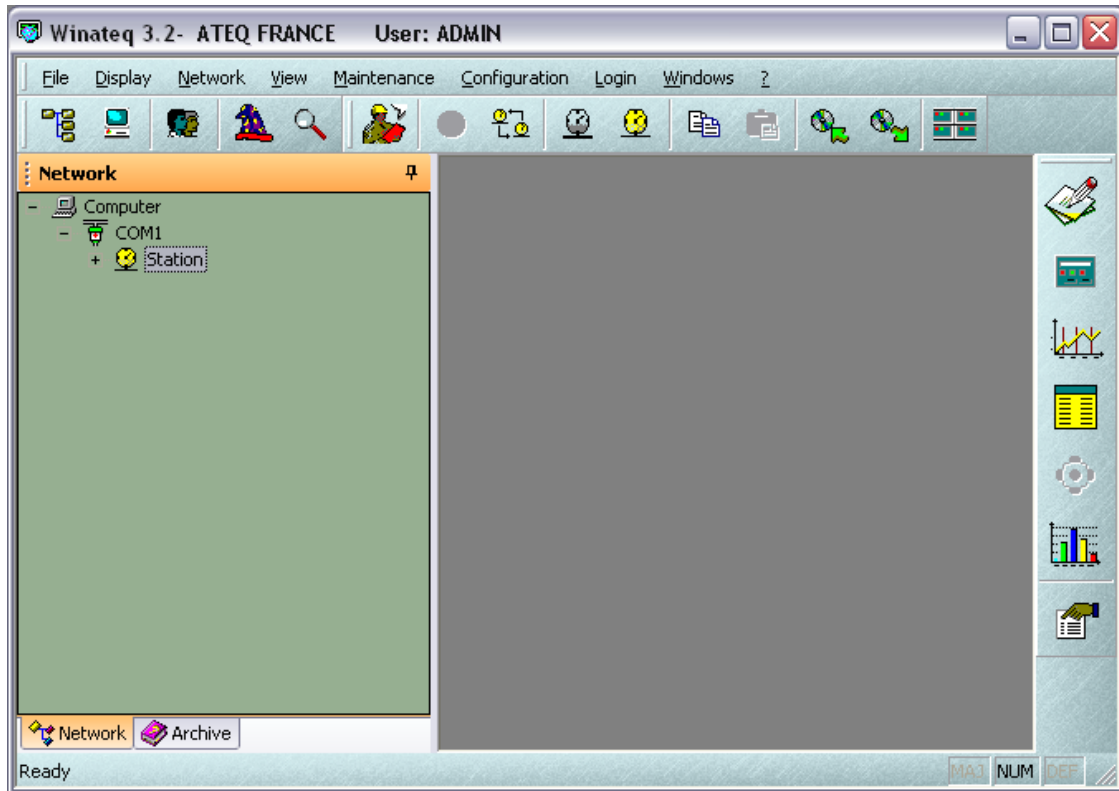 Winateq 3.2- ATEQ FRANCE User: ADMIN
File Display Network View Maintenance Configuration Login Windows ?
Network
Computer
COM1
Station
Network Archive
Ready MAJ NUM DEF